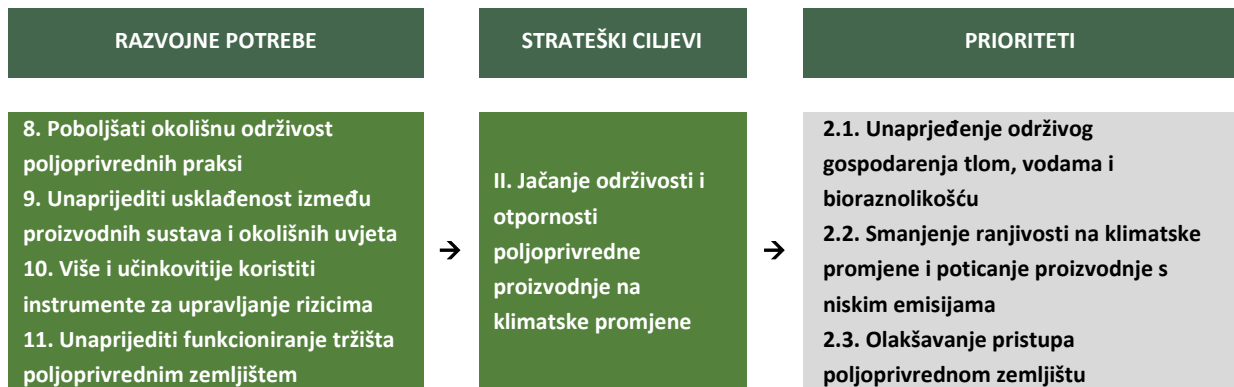 RAZVOJNE POTREBE
STRATEŠKI CILJEVI
PRIORITETI
8. Poboljšati okolišnu održivost
poljoprivrednih praksi
9. Unaprijediti usklađenost između
proizvodnih sustava i okolišnih uvjeta
10. Više i učinkovitije koristiti
instrumente za upravljanje rizicima
11. Unaprijediti funkcioniranje tržišta
poljoprivrednim zemljištem
→
II. Jačanje održivosti i
otpornosti
poljoprivredne
proizvodnje na
klimatske promjene
→
2.1. Unaprjeđenje održivog
gospodarenja tlom, vodama i
bioraznolikošću
2.2. Smanjenje ranjivosti na klimatske
promjene i poticanje proizvodnje s
niskim emisijama
2.3. Olakšavanje pristupa
poljoprivrednom zemljištu